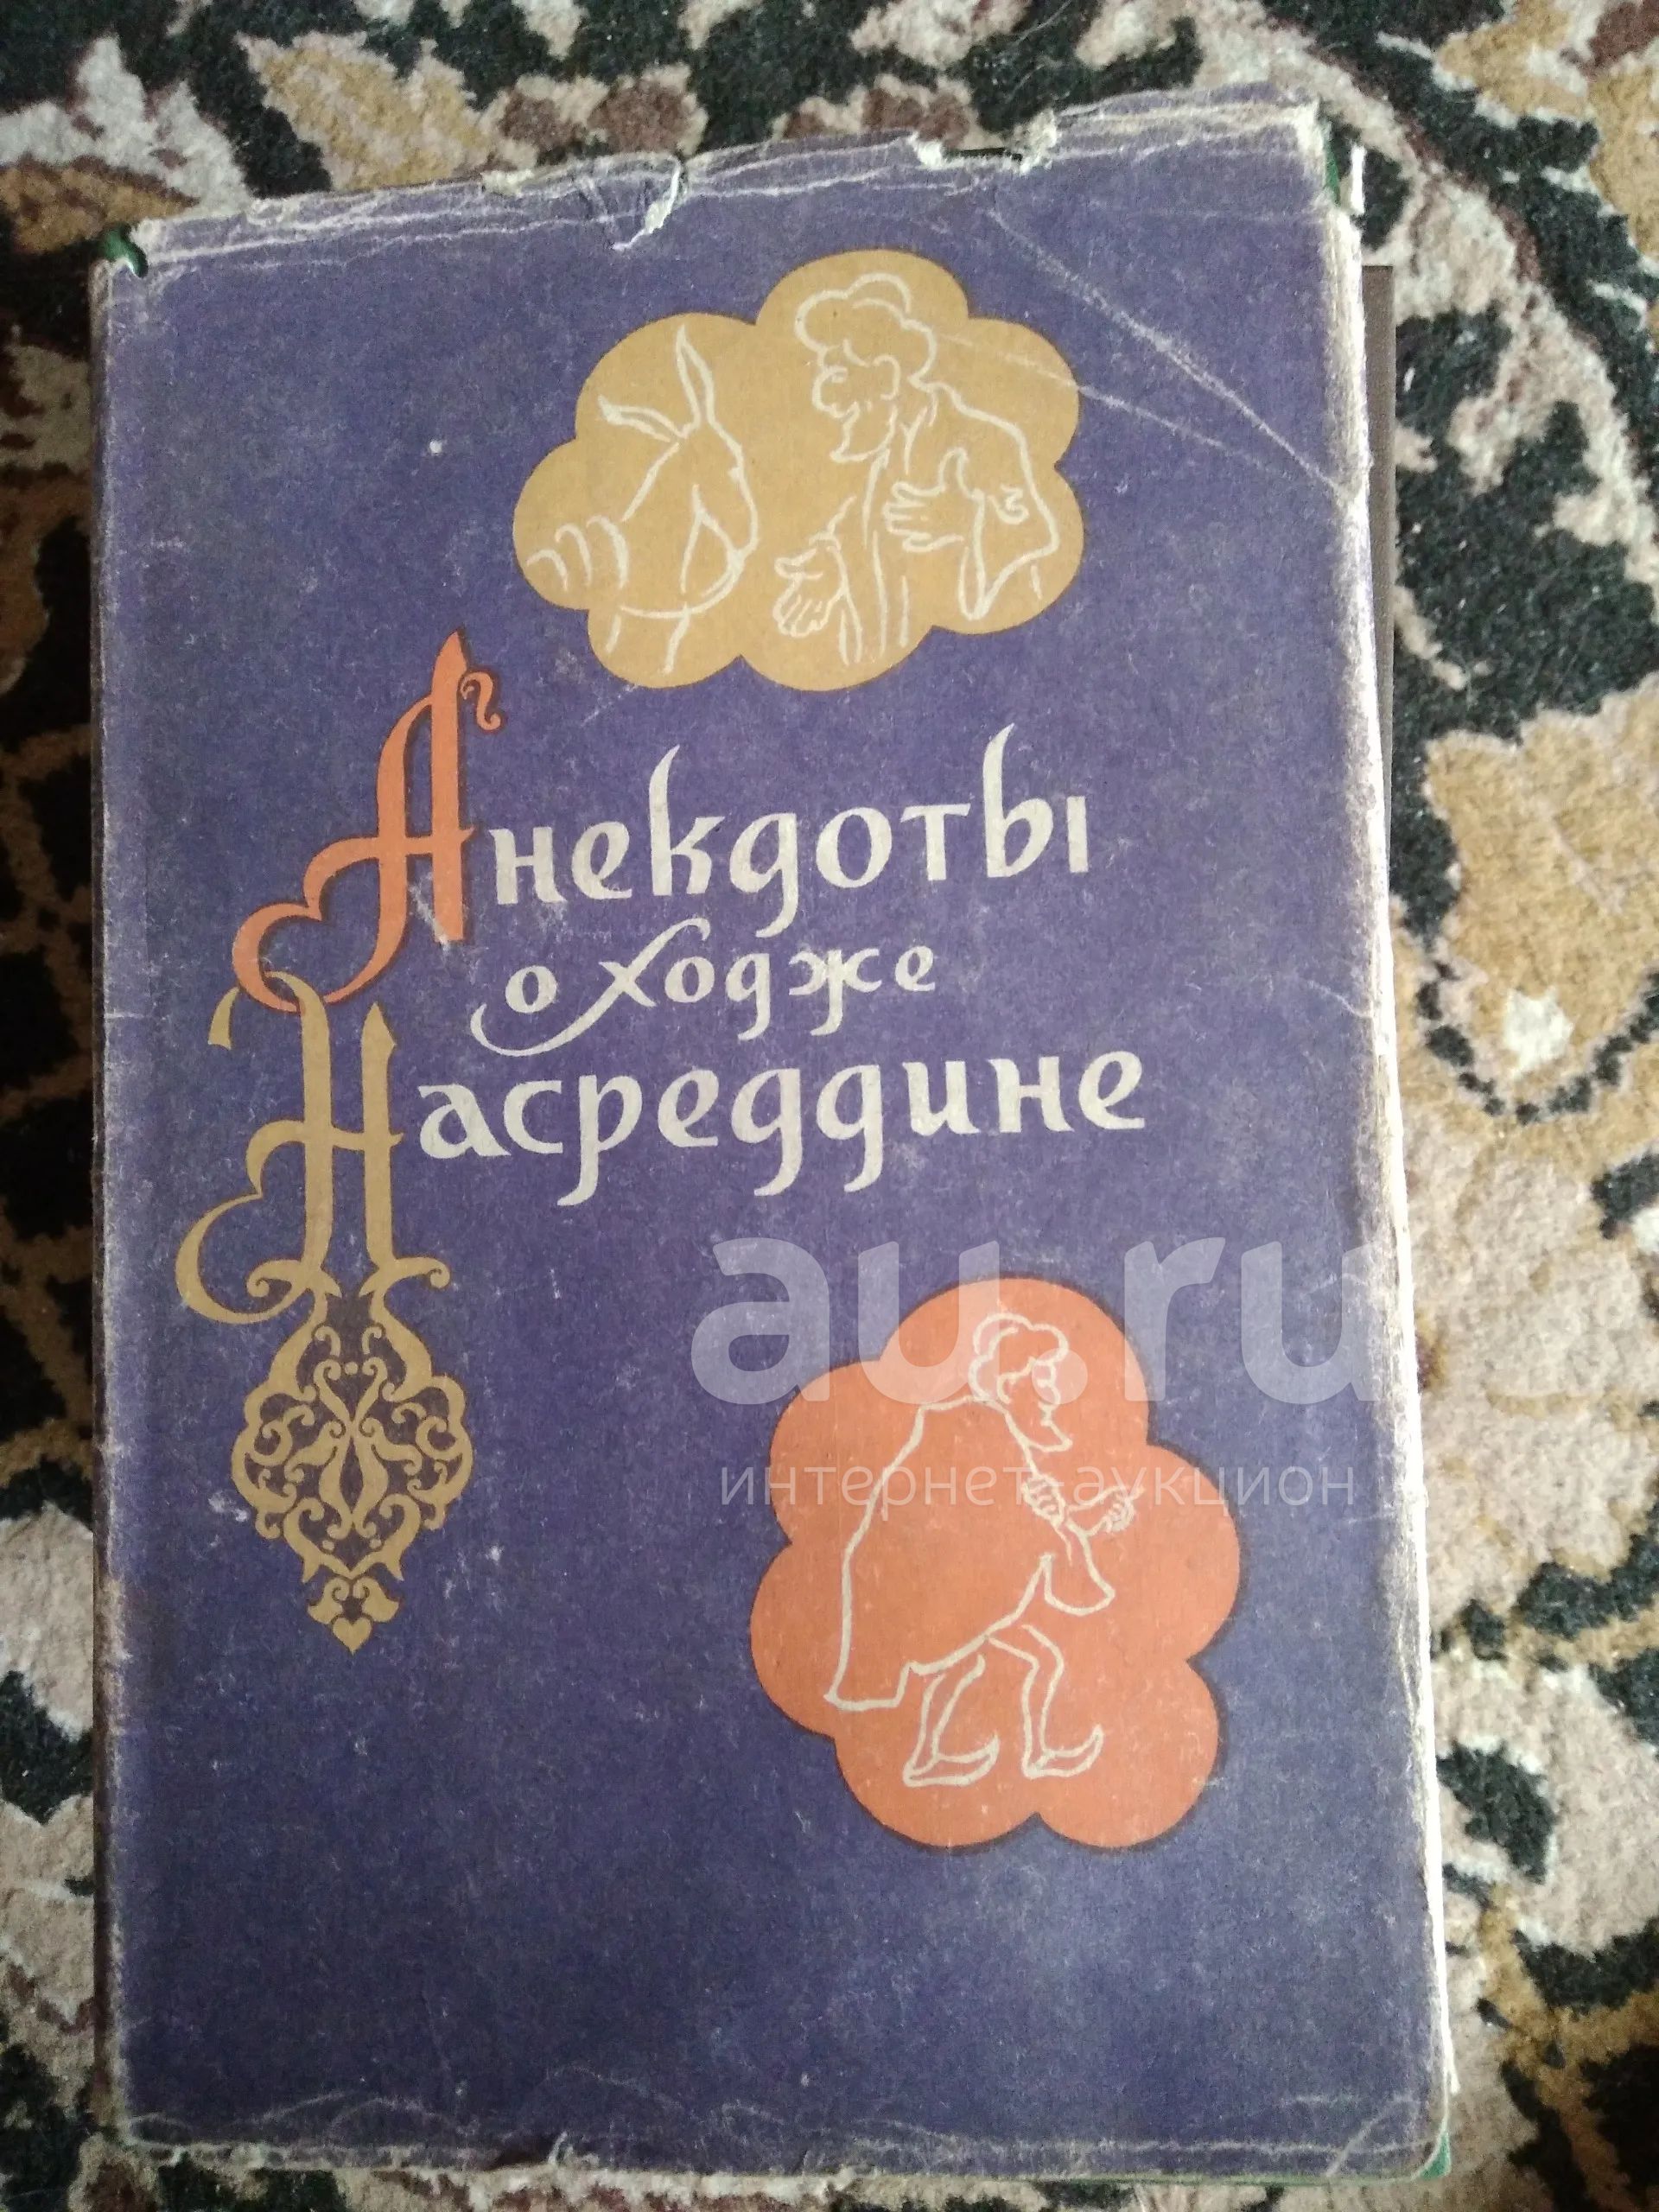 Анекдоты
о Ходже
Насреддине
au.ru
интернет аукцион